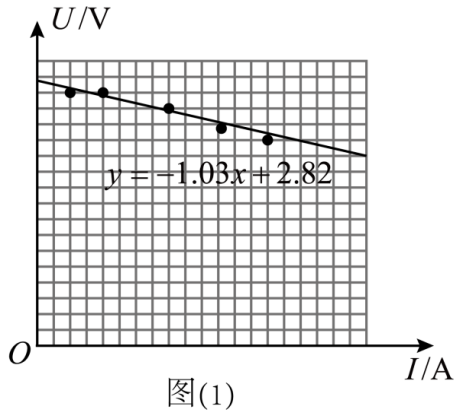 U/V
y = −1.03x + 2.82
O
I/A
图(1)